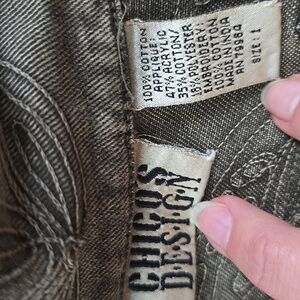 100% COTTON
APPLIQUE:
47% ACRYLIC
35% COTTON/
18% POLYESTER
EMBROIDERY:
100% COTTON
MADE IN INDIA
RN 79984
SIZE: 1
CHICO'S
D·E·S·I·G·N